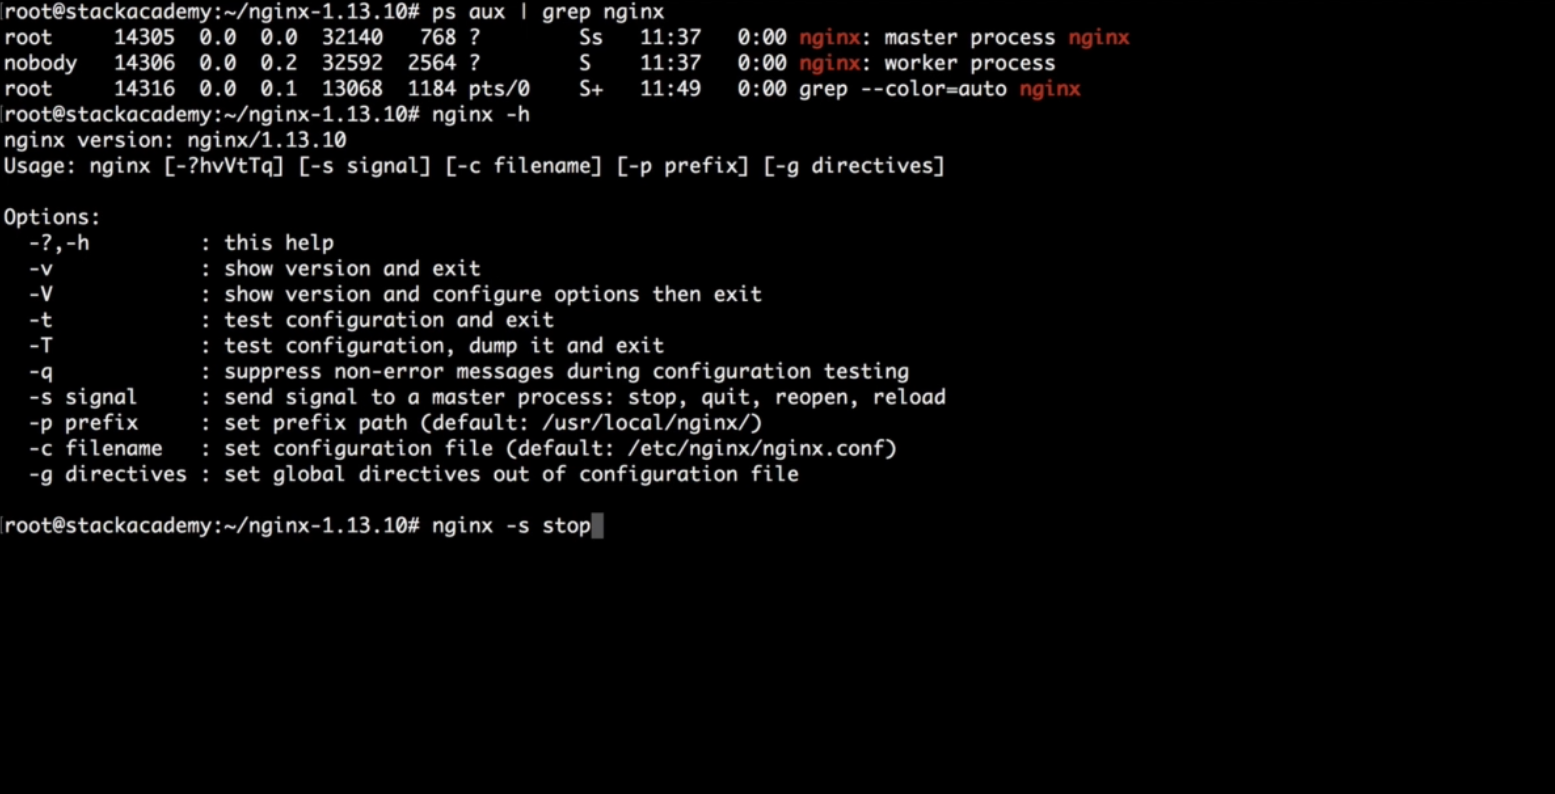 root@stackacademy:~/nginx-1.13.10# ps aux | grep nginx
root     14305  0.0  0.0  32140   768 ?        Ss   11:37   0:00 nginx: master process nginx
nobody   14306  0.0  0.2  32592  2564 ?        S    11:37   0:00 nginx: worker process
root     14316  0.0  0.1  13068  1184 pts/0    S+   11:49   0:00 grep --color=auto nginx
root@stackacademy:~/nginx-1.13.10# nginx -h
nginx version: nginx/1.13.10
Usage: nginx [-?hvVtTq] [-s signal] [-c filename] [-p prefix] [-g directives]
Options:
  -?,-h         : this help
  -v            : show version and exit
  -V            : show version and configure options then exit
  -t            : test configuration and exit
  -T            : test configuration, dump it and exit
  -q            : suppress non-error messages during configuration testing
  -s signal     : send signal to a master process: stop, quit, reopen, reload
  -p prefix     : set prefix path (default: /usr/local/nginx/)
  -c filename   : set configuration file (default: /etc/nginx/nginx.conf)
  -g directives : set global directives out of configuration file
root@stackacademy:~/nginx-1.13.10# nginx -s stop